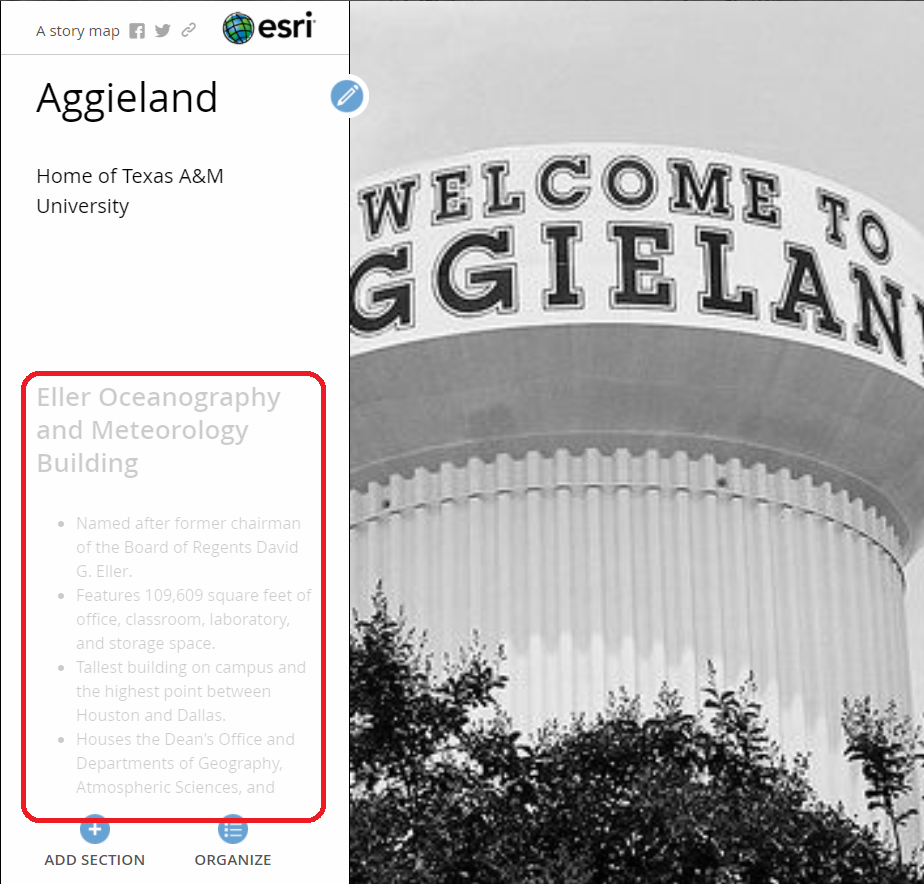 A story map
esri
Aggieland
Home of Texas A&M
University
Eller Oceanography
and Meteorology
Building
• Named after former chairman
of the Board of Regents David
G. Eller.
• Features 109,609 square feet of
office, classroom, laboratory,
and storage space.
• Tallest building on campus and
the highest point between
Houston and Dallas.
• Houses the Dean's Office and
Departments of Geography,
Atmospheric Sciences, and
ADD SECTION
ORGANIZE
WELCOME TO
GGIELAN